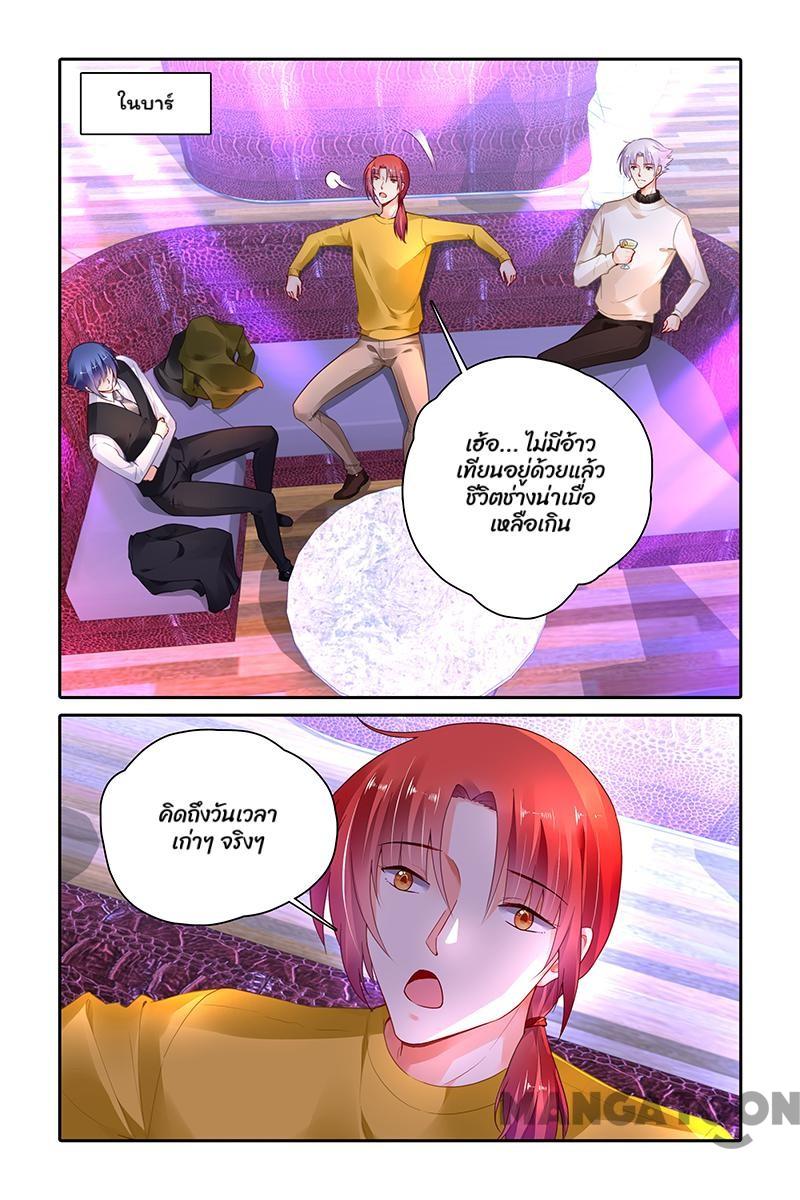 ในบาร์
เฮ้อ... ไม่มีอ้าว
เทียนอยู่ด้วยแล้ว
ชีวิตช่างน่าเบื่อ
เหลือเกิน
คิดถึงวันเวลา
เก่าๆ จริงๆ
MANGATOON